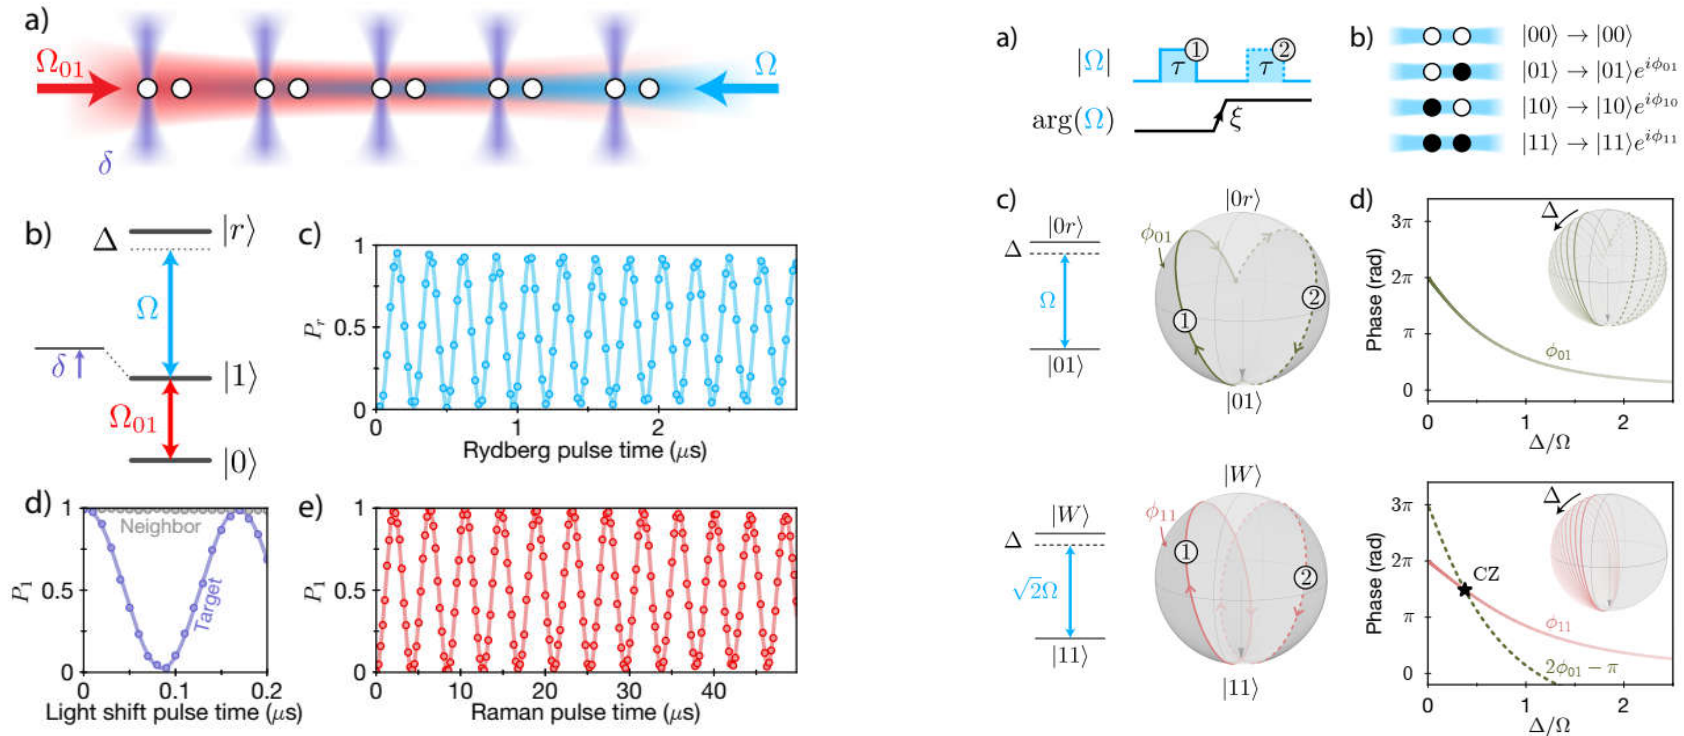 a)
Ω₀₁
Ω
δ
b)
|r⟩
Δ
Ω
δ
|1⟩
Ω₀₁
|0⟩
c)
1
0.5
0
Pᵣ
0 1 2
Rydberg pulse time (μs)
d)
1
0.5
0
P₁
Neighbor
Target
0 0.1 0.2
Light shift pulse time (μs)
e)
1
0.5
0
P₁
0 10 20 30 40
Raman pulse time (μs)
a)
|Ω|
τ 1
τ 2
arg(Ω)
ξ
b)
|00⟩ → |00⟩
|01⟩ → |01⟩e^{iϕ₀₁}
|10⟩ → |10⟩e^{iϕ₁₀}
|11⟩ → |11⟩e^{iϕ₁₁}
c)
|0r⟩
Δ
Ω
|01⟩
|0r⟩
ϕ₀₁
1
2
|01⟩
|W⟩
Δ
√2Ω
|11⟩
|W⟩
ϕ₁₁
1
2
|11⟩
d)
3π
2π
π
0
Phase (rad)
Δ
ϕ₀₁
0 1 2
Δ/Ω
3π
2π
π
0
Phase (rad)
Δ
CZ
ϕ₁₁
2ϕ₀₁ − π
0 1 2
Δ/Ω